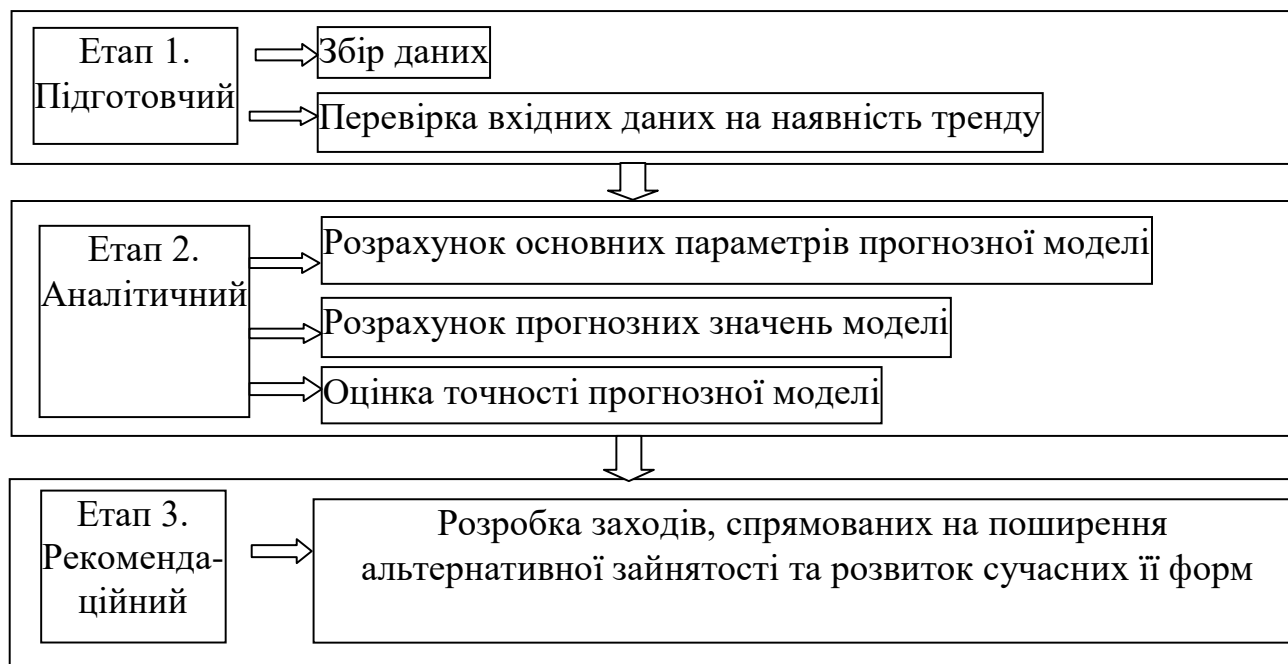 Етап 1.
Підготовчий
Збір даних
Перевірка вхідних даних на наявність тренду
Етап 2.
Аналітичний
Розрахунок основних параметрів прогнозної моделі
Розрахунок прогнозних значень моделі
Оцінка точності прогнозної моделі
Етап 3.
Рекоменда-
ційний
Розробка заходів, спрямованих на поширення
альтернативної зайнятості та розвиток сучасних її форм